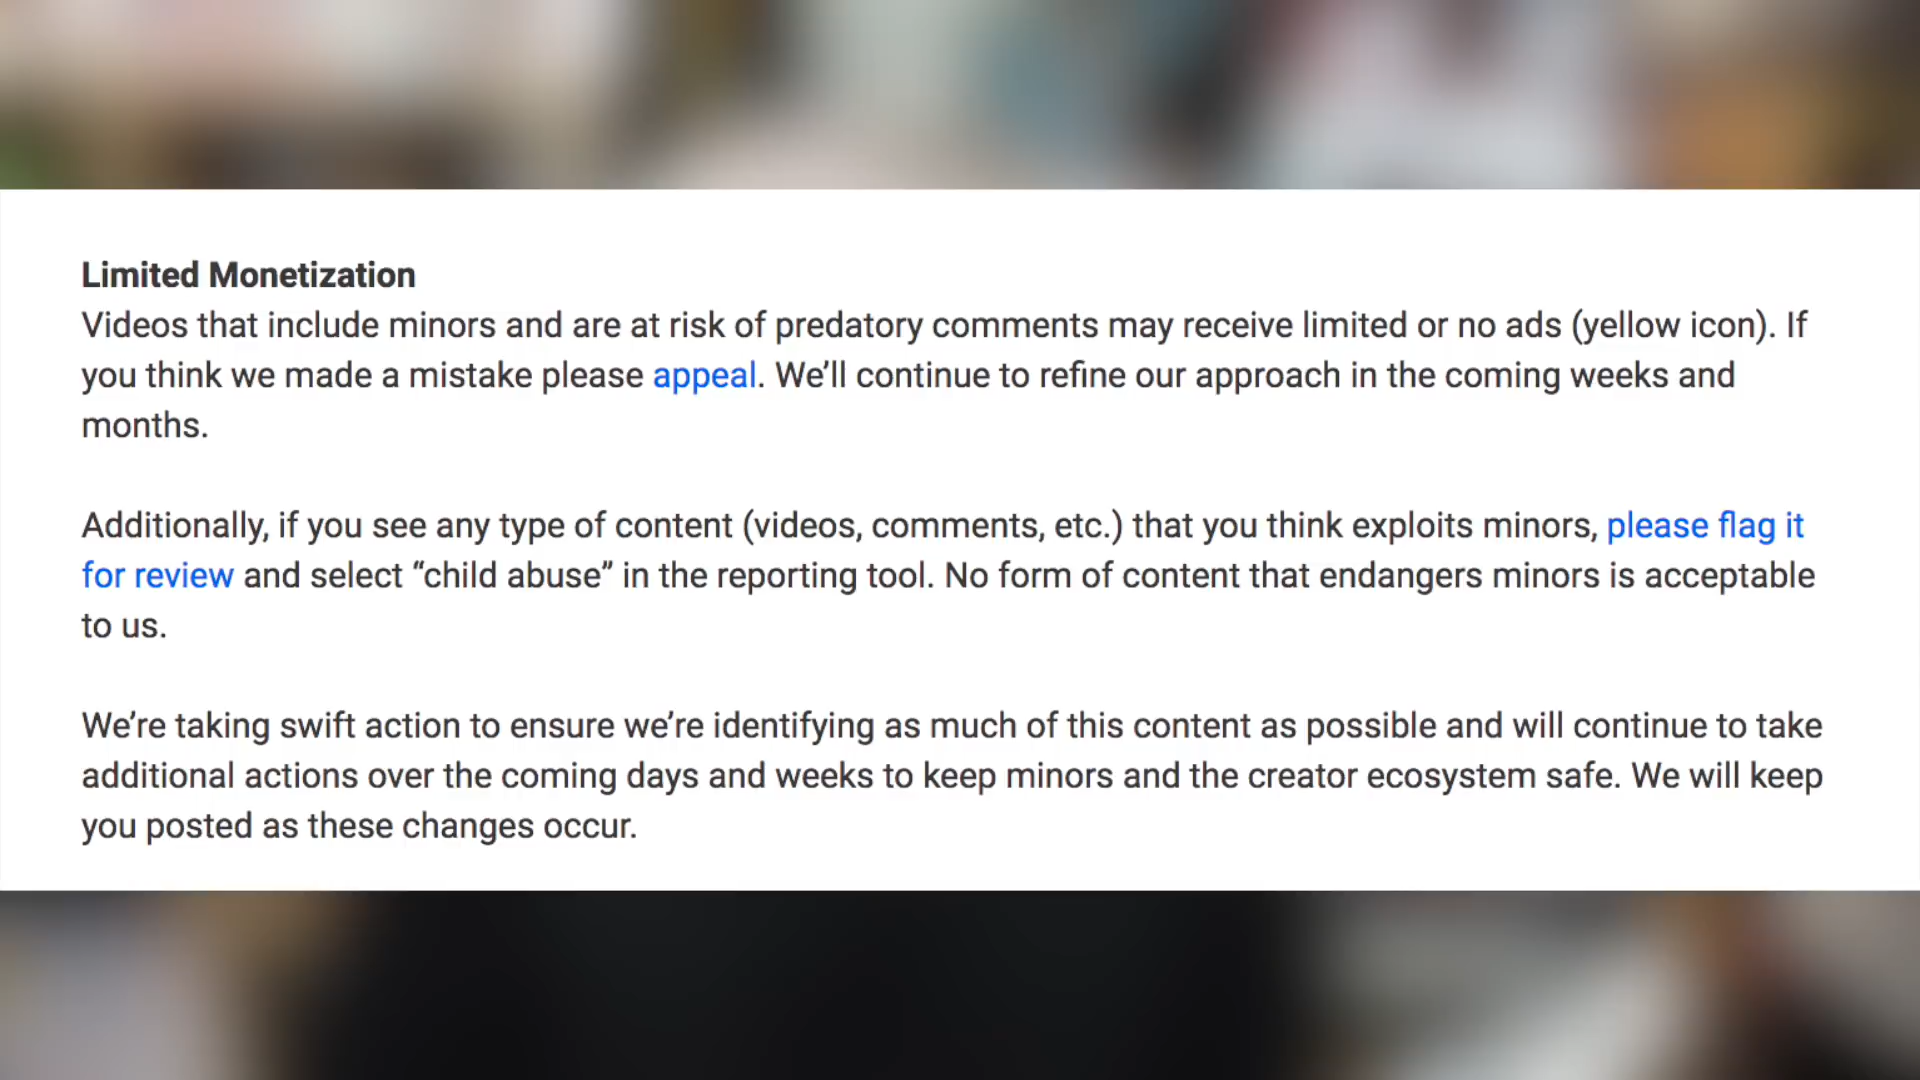 Limited Monetization
Videos that include minors and are at risk of predatory comments may receive limited or no ads (yellow icon). If
you think we made a mistake please appeal. We’ll continue to refine our approach in the coming weeks and
months.
Additionally, if you see any type of content (videos, comments, etc.) that you think exploits minors, please flag it
for review and select “child abuse” in the reporting tool. No form of content that endangers minors is acceptable
to us.
We’re taking swift action to ensure we’re identifying as much of this content as possible and will continue to take
additional actions over the coming days and weeks to keep minors and the creator ecosystem safe. We will keep
you posted as these changes occur.